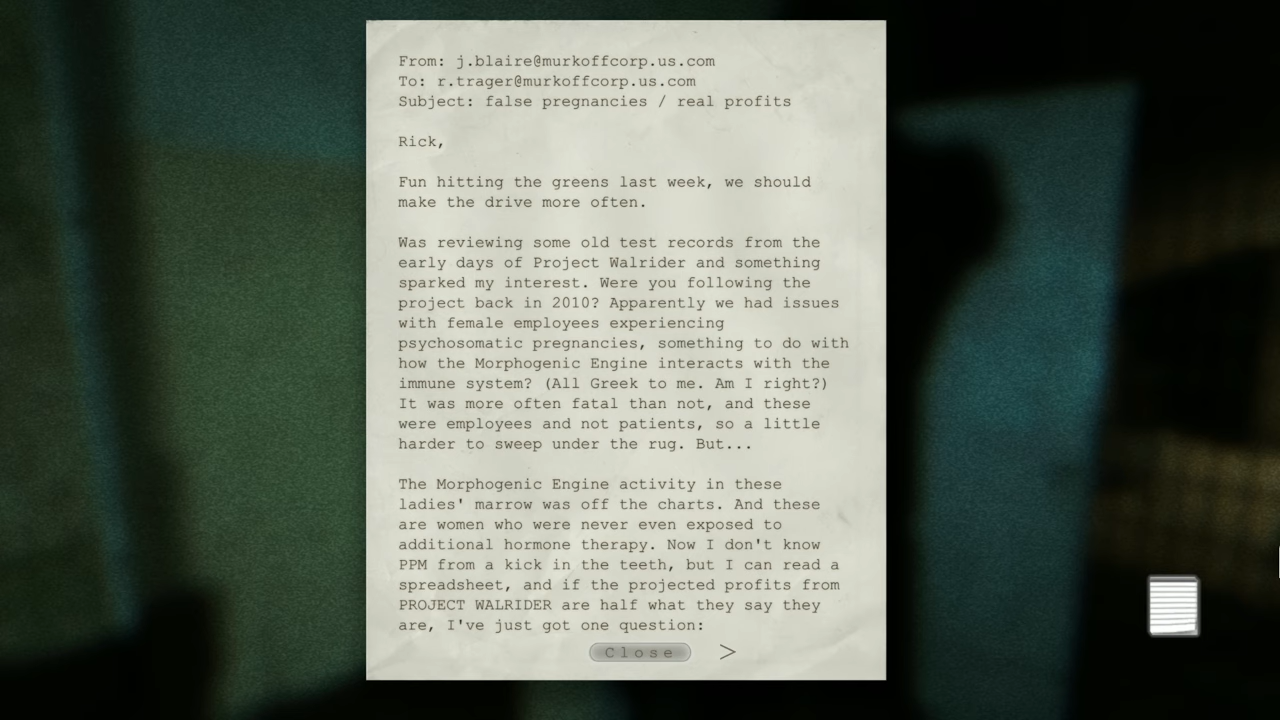 From: j.blaire@murkoffcorp.us.com
To: r.trager@murkoffcorp.us.com
Subject: false pregnancies / real profits
Rick,
Fun hitting the greens last week, we should
make the drive more often.
Was reviewing some old test records from the
early days of Project Walrider and something
sparked my interest. Were you following the
project back in 2010? Apparently we had issues
with female employees experiencing
psychosomatic pregnancies, something to do with
how the Morphogenic Engine interacts with the
immune system? (All Greek to me. Am I right?)
It was more often fatal than not, and these
were employees and not patients, so a little
harder to sweep under the rug. But...
The Morphogenic Engine activity in these
ladies' marrow was off the charts. And these
are women who were never even exposed to
additional hormone therapy. Now I don't know
PPM from a kick in the teeth, but I can read a
spreadsheet, and if the projected profits from
PROJECT WALRIDER are half what they say they
are, I've just got one question:
Close >